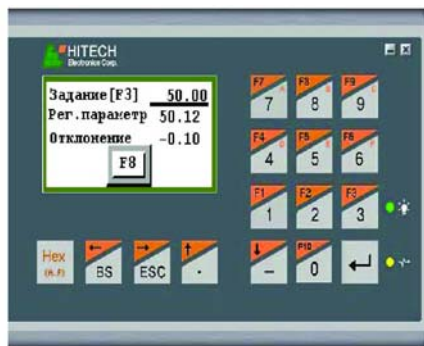 HITECH
Electronics Corp.
Задание[F3] 50.00
Рег.параметр 50.12
Отклонение -0.10
F8
F7 7 A
F8 8 B
F9 9
F4 4 D
F5 5 E
F6 6 F
F1 1
F2 2
F3 3
Hex
(A..F)
← BS
→ ESC
↑ .
↓ –
F10 0
↵